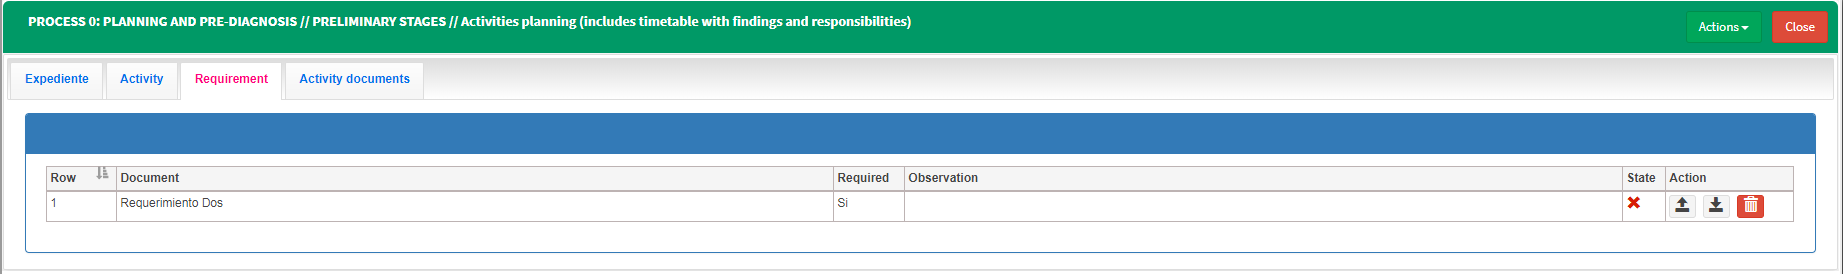 PROCESS 0: PLANNING AND PRE-DIAGNOSIS // PRELIMINARY STAGES // Activities planning (includes timetable with findings and responsibilities)
Actions Close
Expediente Activity Requirement Activity documents
Row Document Required Observation State Action
1 Requerimiento Dos Si